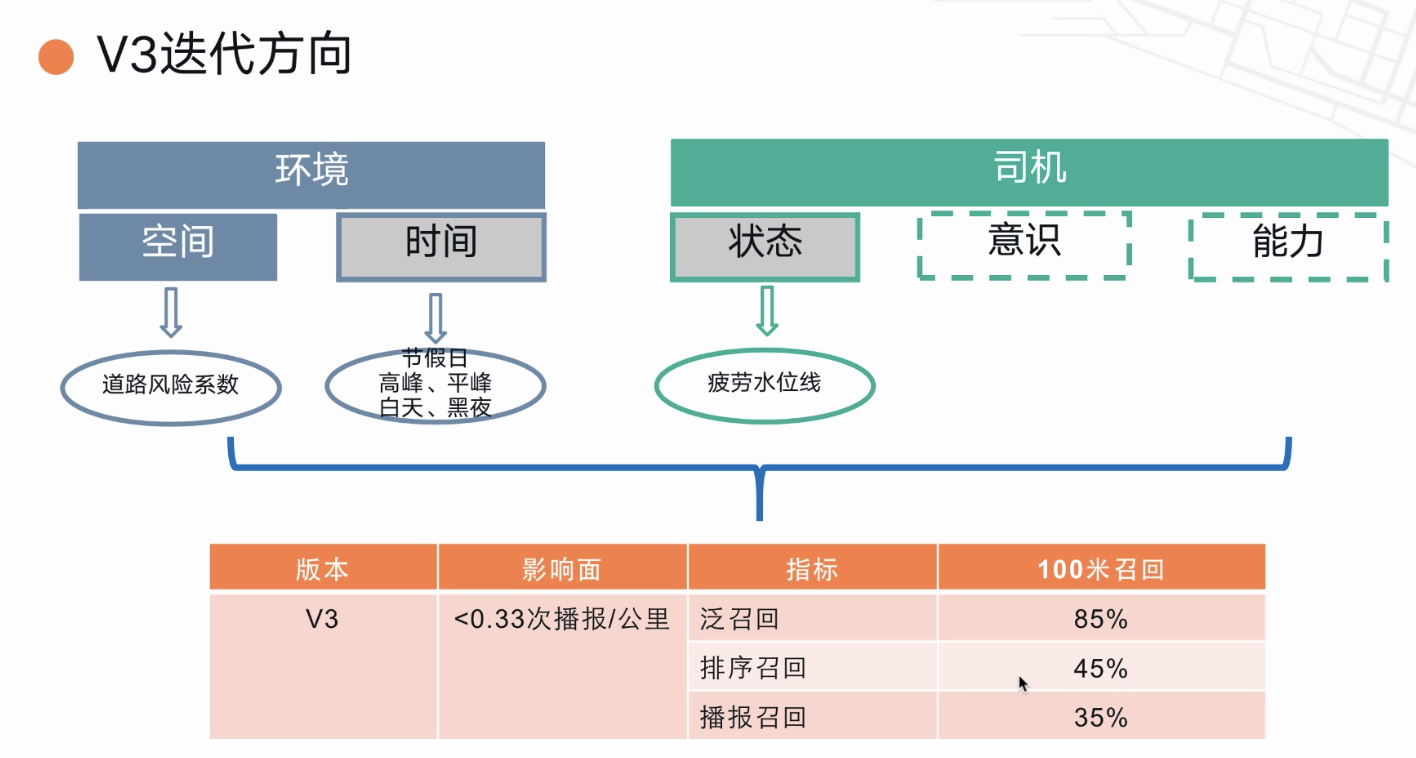 V3迭代方向
环境
司机
空间
时间
状态
意识
能力
道路风险系数
节假日
高峰、平峰
白天、黑夜
疲劳水位线
版本
影响面
指标
100米召回
V3
<0.33次播报/公里
泛召回
85%
排序召回
45%
播报召回
35%